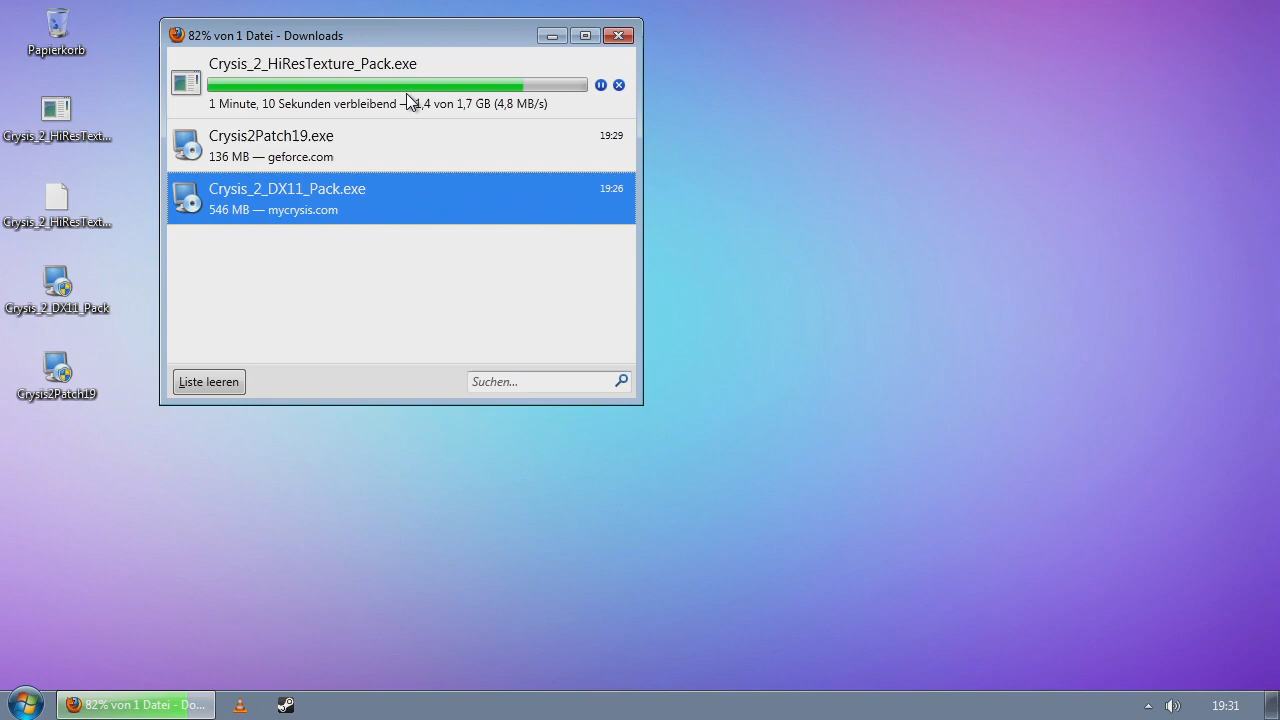 Papierkorb
Crysis_2_HiResText...
Crysis_2_HiResText...
Crysis_2_DX11_Pack
Crysis2Patch19
82% von 1 Datei - Downloads
Crysis_2_HiResTexture_Pack.exe
1 Minute, 10 Sekunden verbleibend — 1,4 von 1,7 GB (4,8 MB/s)
Crysis2Patch19.exe 19:29
136 MB — geforce.com
Crysis_2_DX11_Pack.exe 19:26
546 MB — mycrysis.com
Liste leeren Suchen...
82% von 1 Datei - Do... 19:31